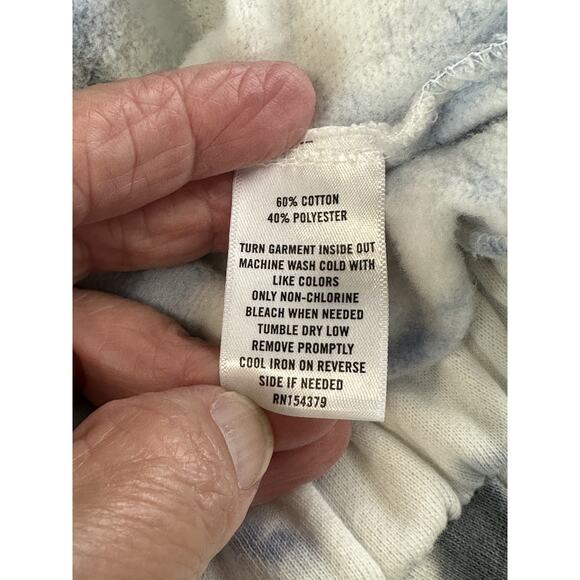 60% COTTON
40% POLYESTER
TURN GARMENT INSIDE OUT
MACHINE WASH COLD WITH
LIKE COLORS
ONLY NON-CHLORINE
BLEACH WHEN NEEDED
TUMBLE DRY LOW
REMOVE PROMPTLY
COOL IRON ON REVERSE
SIDE IF NEEDED
RN154379